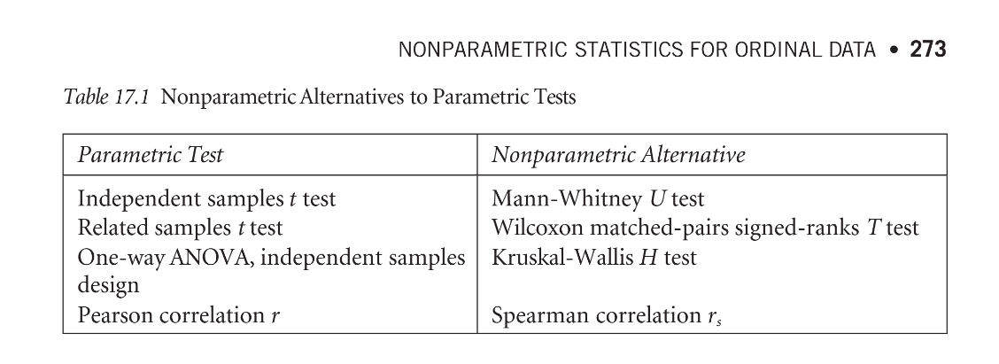 NONPARAMETRIC STATISTICS FOR ORDINAL DATA • 273
Table 17.1 Nonparametric Alternatives to Parametric Tests
Parametric Test
Nonparametric Alternative
Independent samples t test
Mann-Whitney U test
Related samples t test
Wilcoxon matched-pairs signed-ranks T test
One-way ANOVA, independent samples
design
Kruskal-Wallis H test
Pearson correlation r
Spearman correlation rs